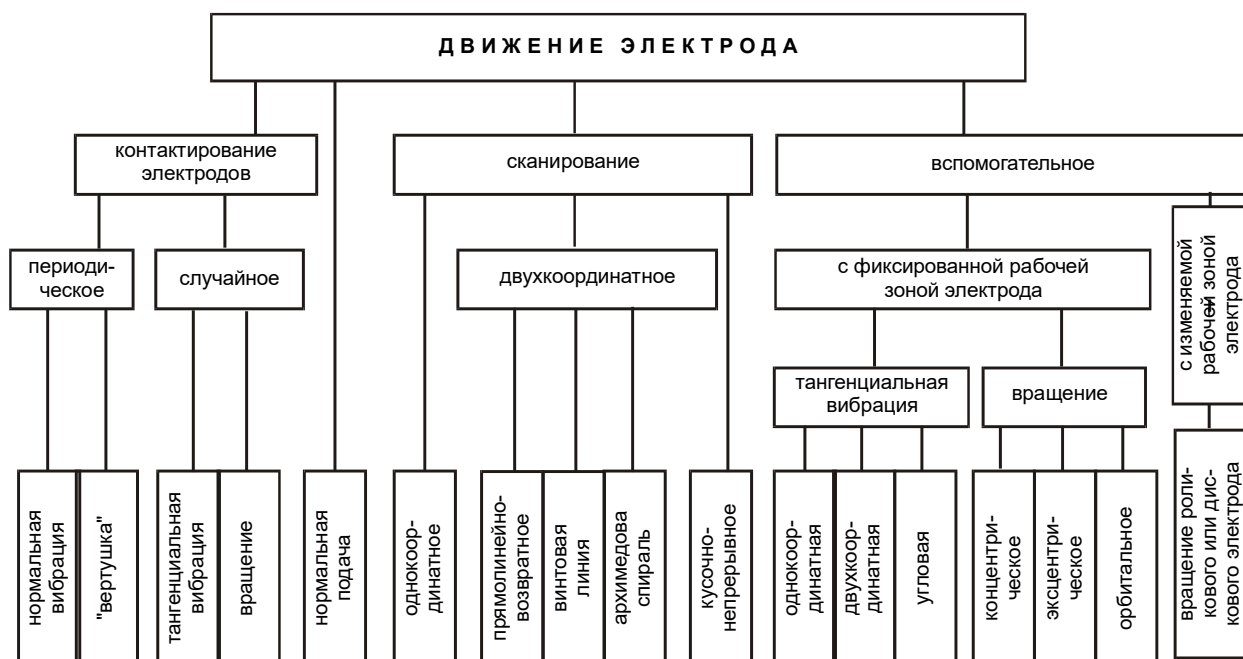 ДВИЖЕНИЕ ЭЛЕКТРОДА
контактирование
электродов
сканирование
вспомогательное
периоди-
ческое
случайное
двухкоординатное
с фиксированной рабочей
зоной электрода
с изменяемой
рабочей зоной
электрода
тангенциальная
вибрация
вращение
нормальная
вибрация
"вертушка"
тангенциальная
вибрация
вращение
нормальная
подача
однокоор-
динатное
прямолинейно-
возвратное
винтовая
линия
архимедова
спираль
кусочно-
непрерывное
однокоор-
динатная
двухкоор-
динатная
угловая
концентри-
ческое
эксцентри-
ческое
орбитальное
вращение роли-
кового или дис-
кового электрода